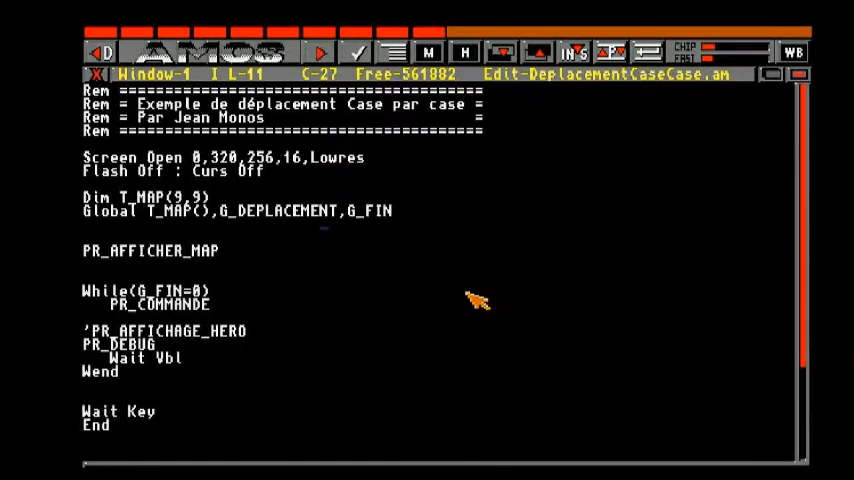 D AMOS M H INS CHIP FAST WB
X Window-1 I L-11 C-27 Free-561882 Edit-DeplacementCaseCase.am
Rem ========================================
Rem = Exemple de déplacement Case par case =
Rem = Par Jean Monos                       =
Rem ========================================
Screen Open 0,320,256,16,Lowres
Flash Off : Curs Off
Dim T_MAP(9,9)
Global T_MAP(),G_DEPLACEMENT,G_FIN
PR_AFFICHER_MAP
While(G_FIN=0)
PR_COMMANDE
'PR_AFFICHAGE_HERO
PR_DEBUG
Wait Vbl
Wend
Wait Key
End